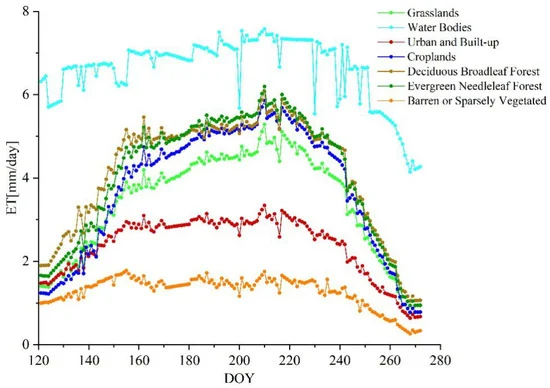 8
6
4
2
0
ET[mm/day]
120
140
160
180
200
220
240
260
280
DOY
Grasslands
Water Bodies
Urban and Built-up
Croplands
Deciduous Broadleaf Forest
Evergreen Needleleaf Forest
Barren or Sparsely Vegetated